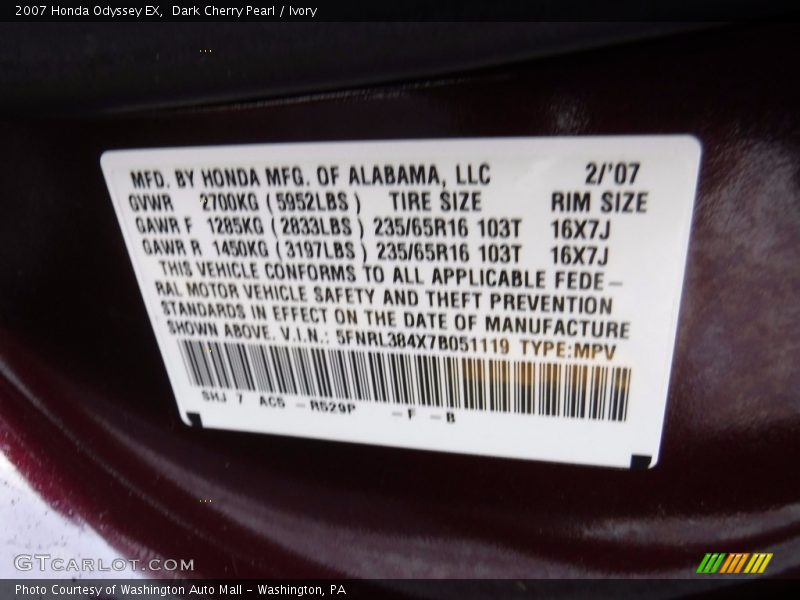 2007 Honda Odyssey EX, Dark Cherry Pearl / Ivory
MFD. BY HONDA MFG. OF ALABAMA, LLC 2/'07
GVWR 2700KG (5952LBS) TIRE SIZE RIM SIZE
GAWR F 1285KG (2833LBS) 235/65R16 103T 16X7J
GAWR R 1450KG (3197LBS) 235/65R16 103T 16X7J
THIS VEHICLE CONFORMS TO ALL APPLICABLE FEDE-
RAL MOTOR VEHICLE SAFETY AND THEFT PREVENTION
STANDARDS IN EFFECT ON THE DATE OF MANUFACTURE
SHOWN ABOVE. V.I.N.: 5FNRL384X7B051119 TYPE:MPV
SHJ 7 AC5 -R529P -F -B
GTCARLOT.COM
Photo Courtesy of Washington Auto Mall - Washington, PA